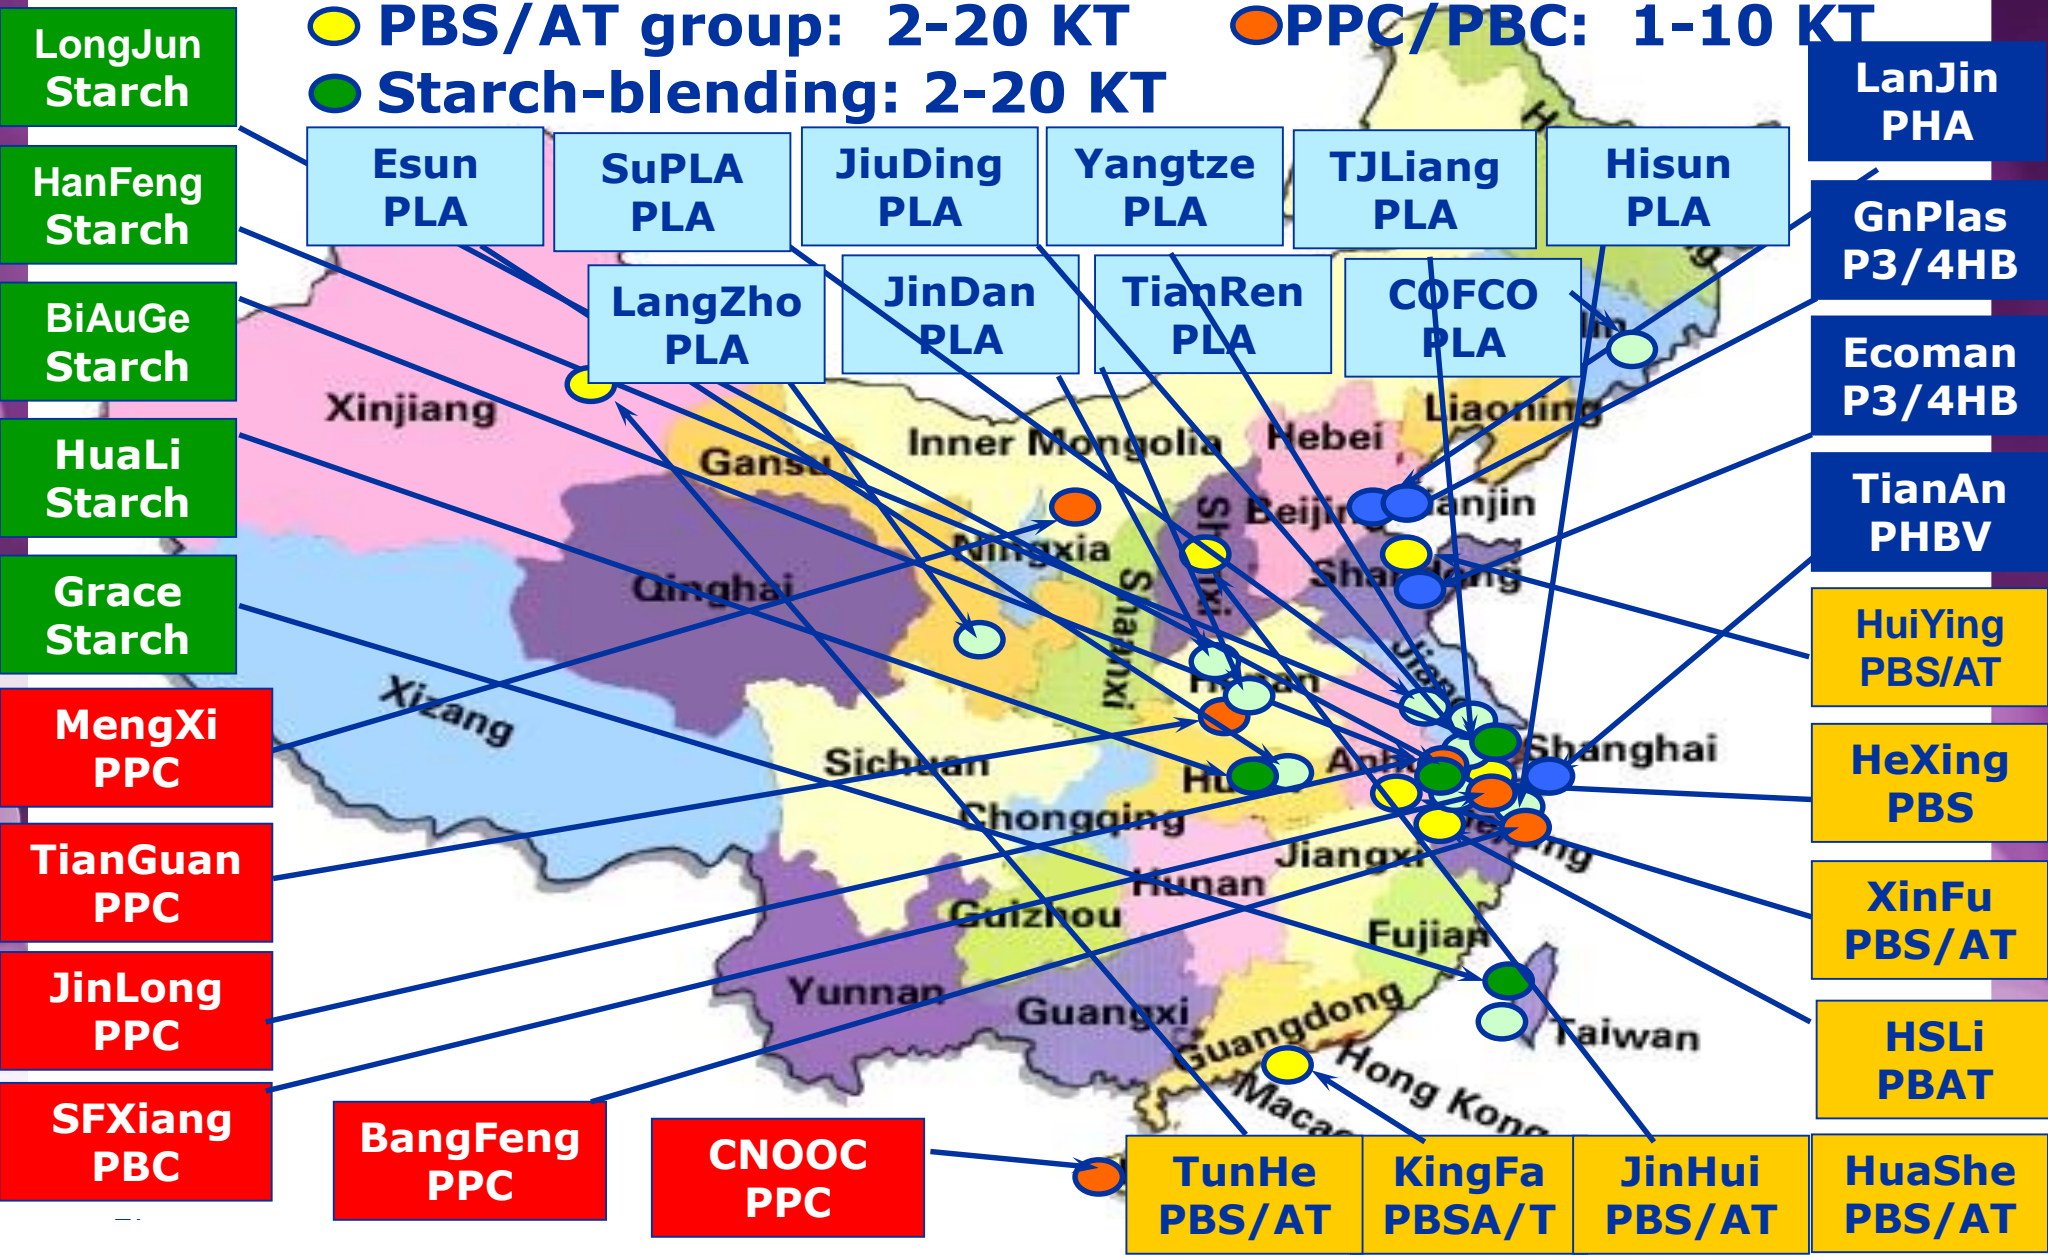 PBS/AT group: 2-20 KT
PPC/PBC: 1-10 KT
Starch-blending: 2-20 KT
LongJun
Starch
HanFeng
Starch
BiAuGe
Starch
HuaLi
Starch
Grace
Starch
MengXi
PPC
TianGuan
PPC
JinLong
PPC
SFXiang
PBC
BangFeng
PPC
CNOOC
PPC
Esun
PLA
SuPLA
PLA
JiuDing
PLA
Yangtze
PLA
TJLiang
PLA
Hisun
PLA
LangZho
PLA
JinDan
PLA
TianRen
PLA
COFCO
PLA
LanJin
PHA
GnPlas
P3/4HB
Ecoman
P3/4HB
TianAn
PHBV
HuiYing
PBS/AT
HeXing
PBS
XinFu
PBS/AT
HSLi
PBAT
HuaShe
PBS/AT
TunHe
PBS/AT
KingFa
PBSA/T
JinHui
PBS/AT
Xinjiang
Gansu
Inner Mongolia
Hebei
Liaoning
Ningxia
Qinghai
Shaanxi
Xizang
Sichuan
Chongqing
Shanghai
Jiangxi
Hunan
Guizhou
Fujian
Yunnan
Guangxi
Guangdong
Taiwan
Hong Kong